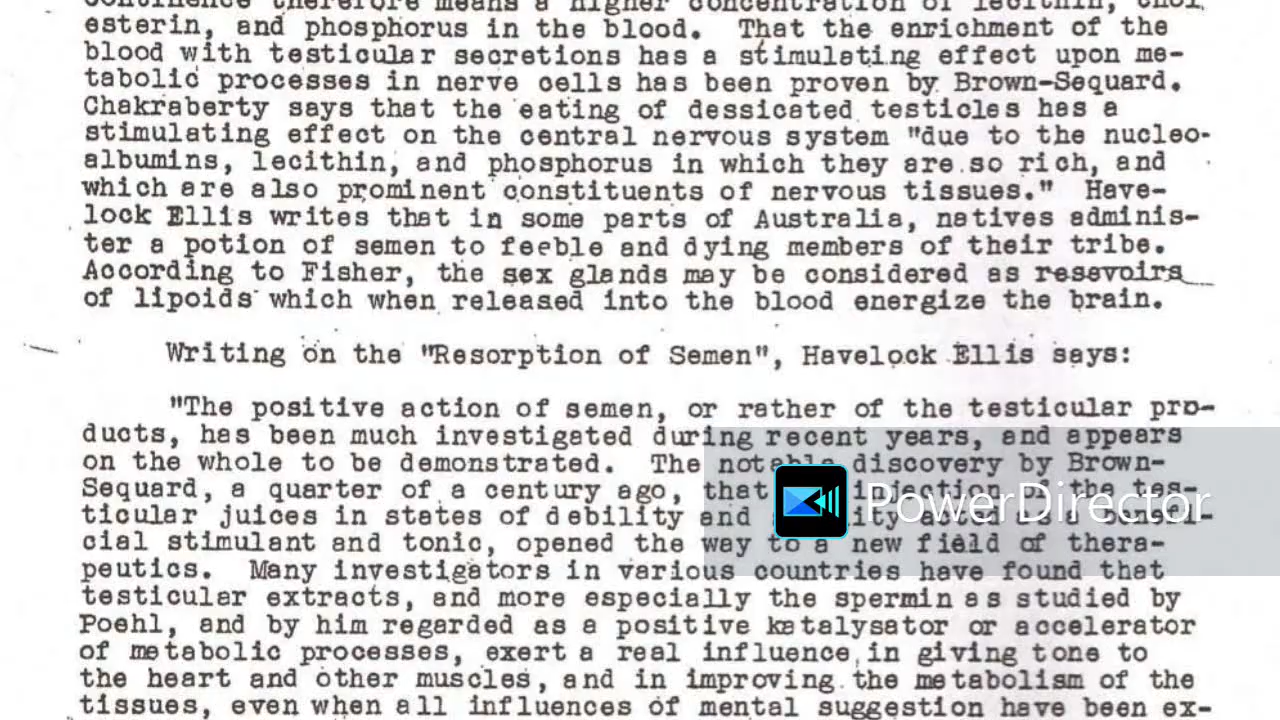 continence therefore means a higher concentration of lecithin, chol
esterin, and phosphorus in the blood. That the enrichment of the
blood with testicular secretions has a stimulating effect upon me-
tabolic processes in nerve cells has been proven by Brown-Sequard.
Chakraberty says that the eating of dessicated testicles has a
stimulating effect on the central nervous system "due to the nucleo-
albumins, lecithin, and phosphorus in which they are so rich, and
which are also prominent constituents of nervous tissues." Have-
lock Ellis writes that in some parts of Australia, natives adminis-
ter a potion of semen to feeble and dying members of their tribe.
According to Fisher, the sex glands may be considered as resevoirs
of lipoids which when released into the blood energize the brain.
Writing on the "Resorption of Semen", Havelock Ellis says:
"The positive action of semen, or rather of the testicular pro-
ducts, has been much investigated during recent years, and appears
on the whole to be demonstrated. The notable discovery by Brown-
Sequard, a quarter of a century ago, that injection of the tes-
ticular juices in states of debility and
cial stimulant and tonic, opened the way to a new field of thera-
peutics. Many investigators in various countries have found that
testicular extracts, and more especially the spermin as studied by
Poehl, and by him regarded as a positive katalysator or accelerator
of metabolic processes, exert a real influence in giving tone to
the heart and other muscles, and in improving the metabolism of the
tissues, even when all influences of mental suggestion have been ex-
PowerDirector